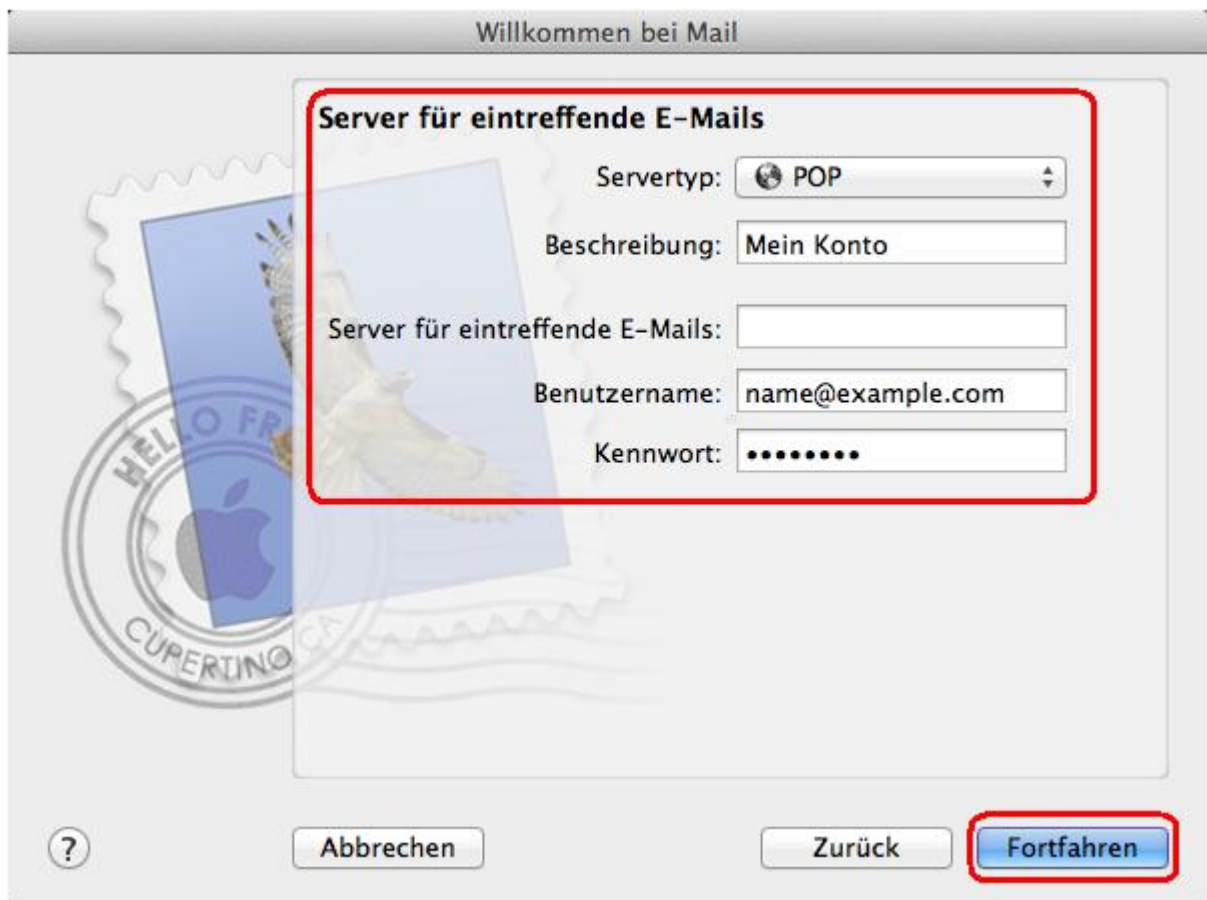 Willkommen bei Mail
Server für eintreffende E-Mails
Servertyp: POP
Beschreibung: Mein Konto
Server für eintreffende E-Mails:
Benutzername: name@example.com
Kennwort: ••••••••
HELLO FR
CUPERTINO CA
? Abbrechen Zurück Fortfahren